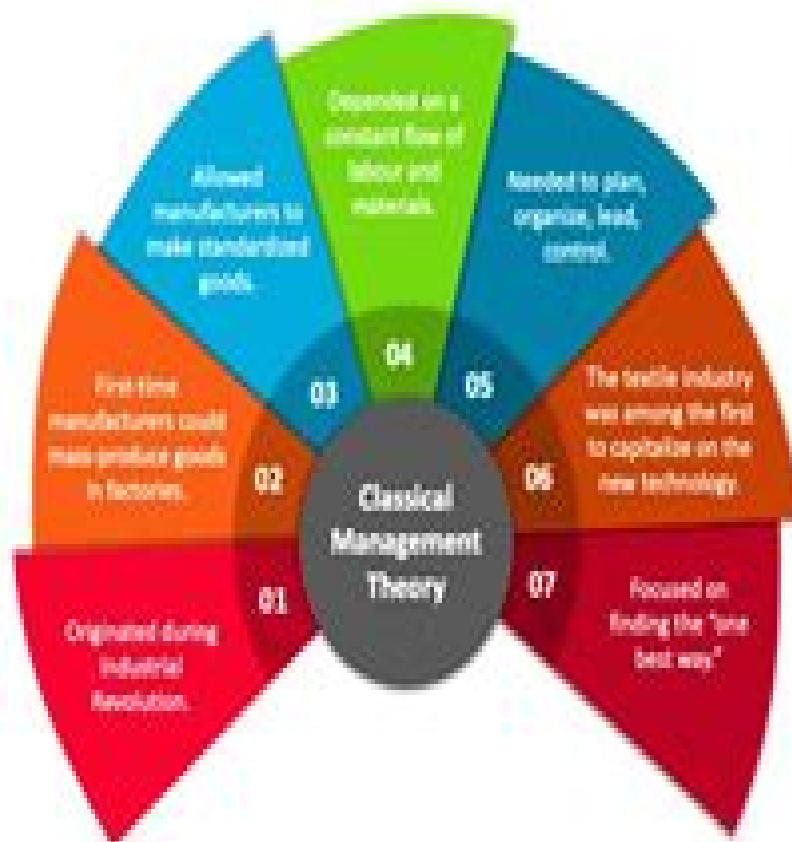 Classical
Management
Theory
01
Originated during
Industrial
Revolution.
02
First-time
manufacturers could
mass-produce goods
in factories.
03
Allowed
manufacturers to
make standardized
goods.
04
Depended on a
constant flow of
labour and
materials.
05
Needed to plan,
organize, lead,
control.
06
The textile industry
was among the first
to capitalize on the
new technology.
07
Focused on
finding the "one
best way"